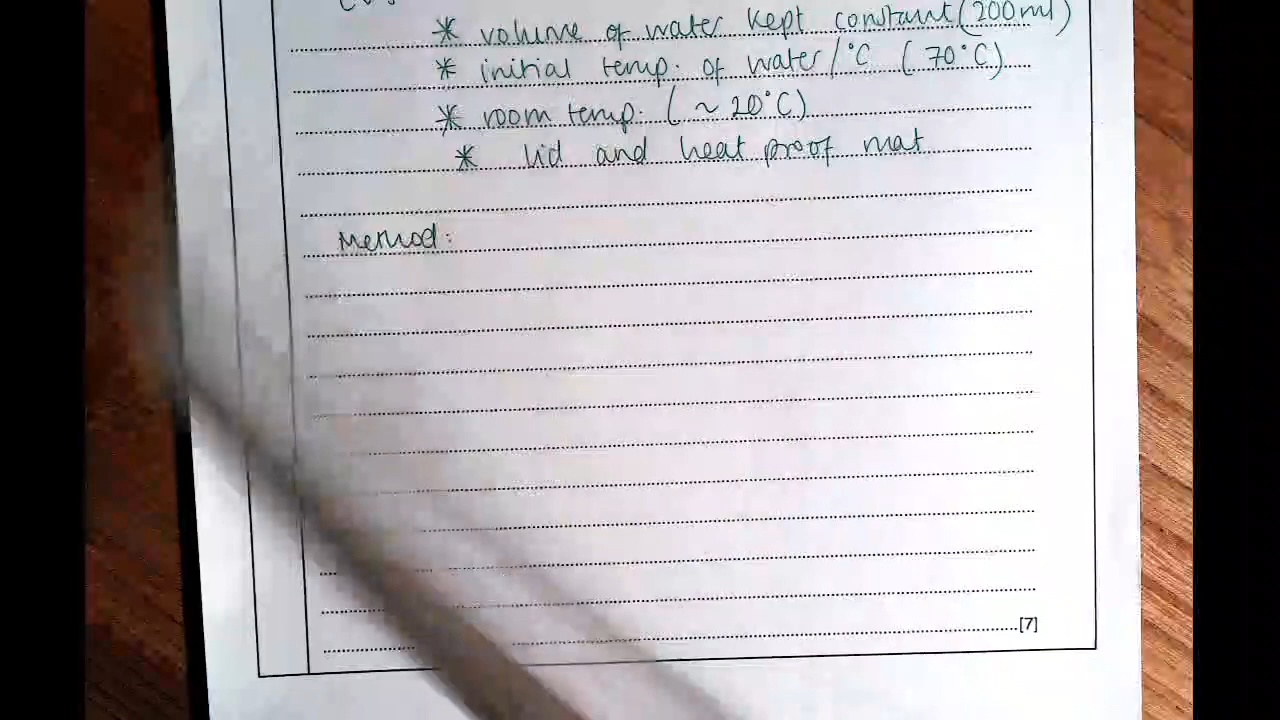 * volume of water kept constant (200ml)
* initial temp. of water/°C (70°C)
* room temp. (~20°C)
* lid and heat proof mat
Method:
[7]